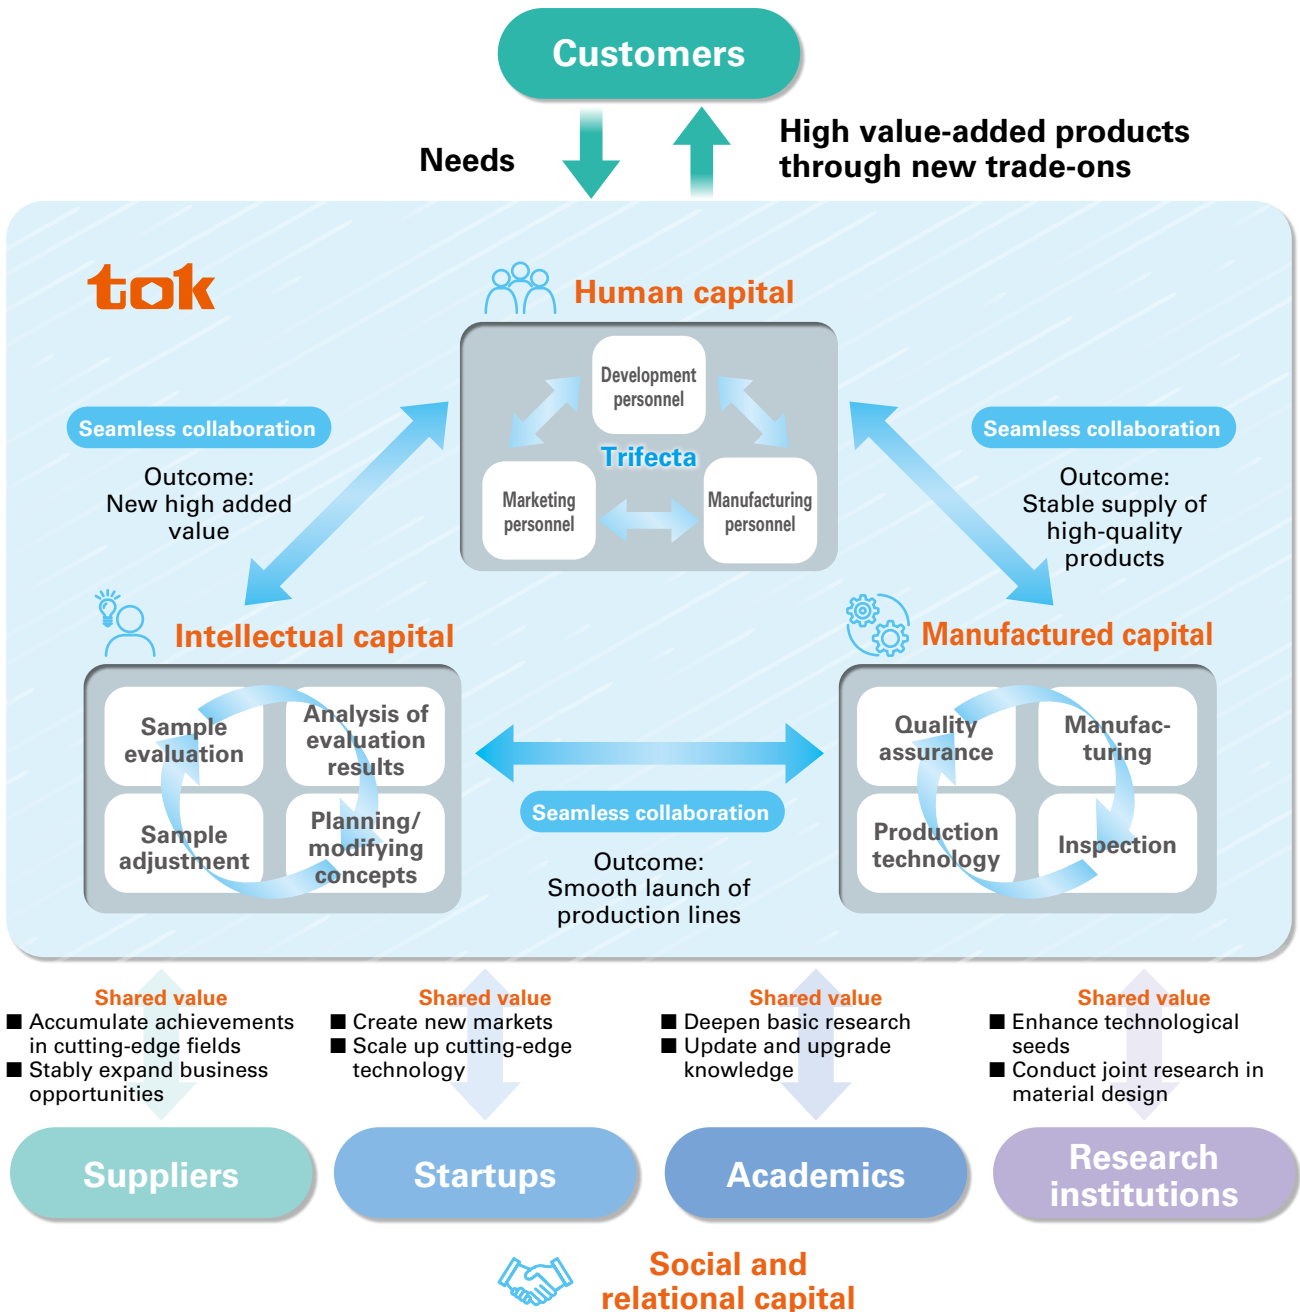 Customers
Needs
High value-added products
through new trade-ons
tok
Human capital
Development
personnel
Trifecta
Marketing
personnel
Manufacturing
personnel
Seamless collaboration
Outcome:
New high added
value
Seamless collaboration
Outcome:
Stable supply of
high-quality
products
Intellectual capital
Sample
evaluation
Analysis of
evaluation
results
Sample
adjustment
Planning/
modifying
concepts
Seamless collaboration
Outcome:
Smooth launch of
production lines
Manufactured capital
Quality
assurance
Manufac-
turing
Production
technology
Inspection
Shared value
■ Accumulate achievements
in cutting-edge fields
■ Stably expand business
opportunities
Suppliers
Shared value
■ Create new markets
■ Scale up cutting-edge
technology
Startups
Shared value
■ Deepen basic research
■ Update and upgrade
knowledge
Academics
Shared value
■ Enhance technological
seeds
■ Conduct joint research in
material design
Research
institutions
Social and
relational capital